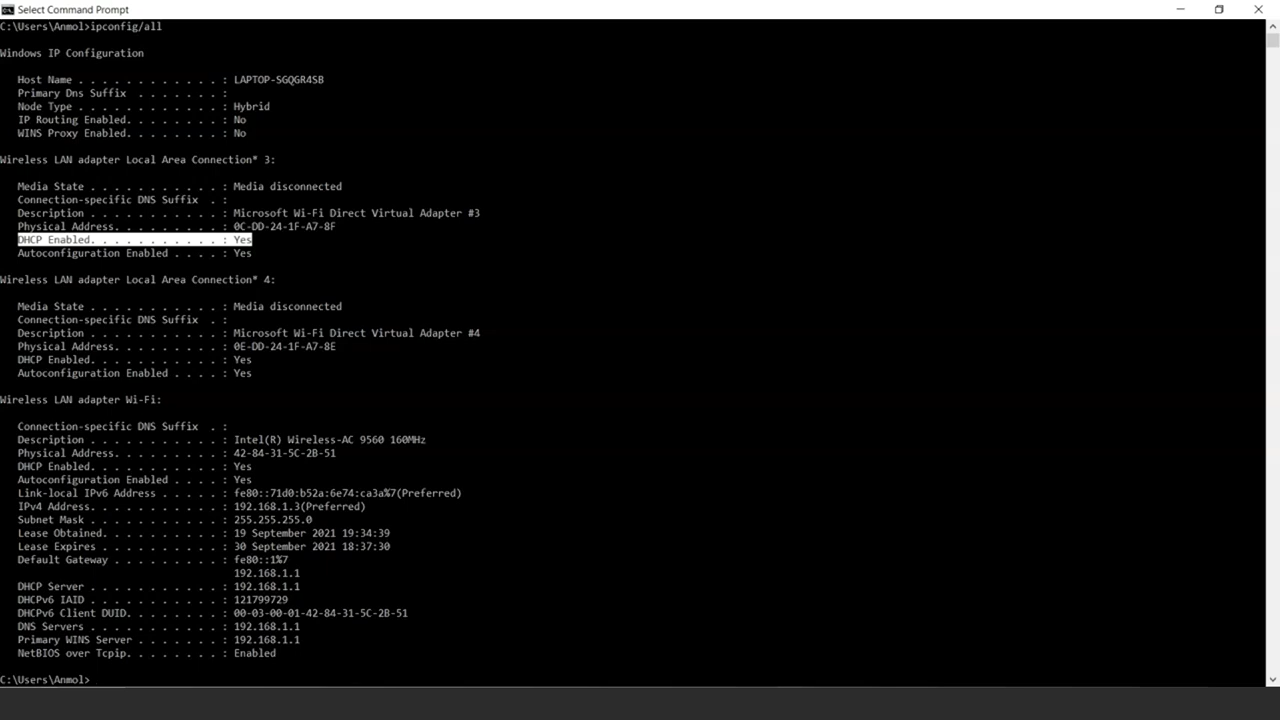 Select Command Prompt
C:\Users\Anmol>ipconfig/all
Windows IP Configuration
Host Name . . . . . . . . . . . . : LAPTOP-SGQGR4SB
Primary Dns Suffix  . . . . . . . :
Node Type . . . . . . . . . . . . : Hybrid
IP Routing Enabled. . . . . . . . : No
WINS Proxy Enabled. . . . . . . . : No
Wireless LAN adapter Local Area Connection* 3:
Media State . . . . . . . . . . . : Media disconnected
Connection-specific DNS Suffix  . :
Description . . . . . . . . . . . : Microsoft Wi-Fi Direct Virtual Adapter #3
Physical Address. . . . . . . . . : 0C-DD-24-1F-A7-8F
DHCP Enabled. . . . . . . . . . . : Yes
Autoconfiguration Enabled . . . . : Yes
Wireless LAN adapter Local Area Connection* 4:
Media State . . . . . . . . . . . : Media disconnected
Connection-specific DNS Suffix  . :
Description . . . . . . . . . . . : Microsoft Wi-Fi Direct Virtual Adapter #4
Physical Address. . . . . . . . . : 0E-DD-24-1F-A7-8E
DHCP Enabled. . . . . . . . . . . : Yes
Autoconfiguration Enabled . . . . : Yes
Wireless LAN adapter Wi-Fi:
Connection-specific DNS Suffix  . :
Description . . . . . . . . . . . : Intel(R) Wireless-AC 9560 160MHz
Physical Address. . . . . . . . . : 42-84-31-5C-2B-51
DHCP Enabled. . . . . . . . . . . : Yes
Autoconfiguration Enabled . . . . : Yes
Link-local IPv6 Address . . . . . : fe80::71d0:b52a:6e74:ca3a%7(Preferred)
IPv4 Address. . . . . . . . . . . : 192.168.1.3(Preferred)
Subnet Mask . . . . . . . . . . . : 255.255.255.0
Lease Obtained. . . . . . . . . . : 19 September 2021 19:34:39
Lease Expires . . . . . . . . . . : 30 September 2021 18:37:30
Default Gateway . . . . . . . . . : fe80::1%7
192.168.1.1
DHCP Server . . . . . . . . . . . : 192.168.1.1
DHCPv6 IAID . . . . . . . . . . . : 121799729
DHCPv6 Client DUID. . . . . . . . : 00-03-00-01-42-84-31-5C-2B-51
DNS Servers . . . . . . . . . . . : 192.168.1.1
Primary WINS Server . . . . . . . : 192.168.1.1
NetBIOS over Tcpip. . . . . . . . : Enabled
C:\Users\Anmol>